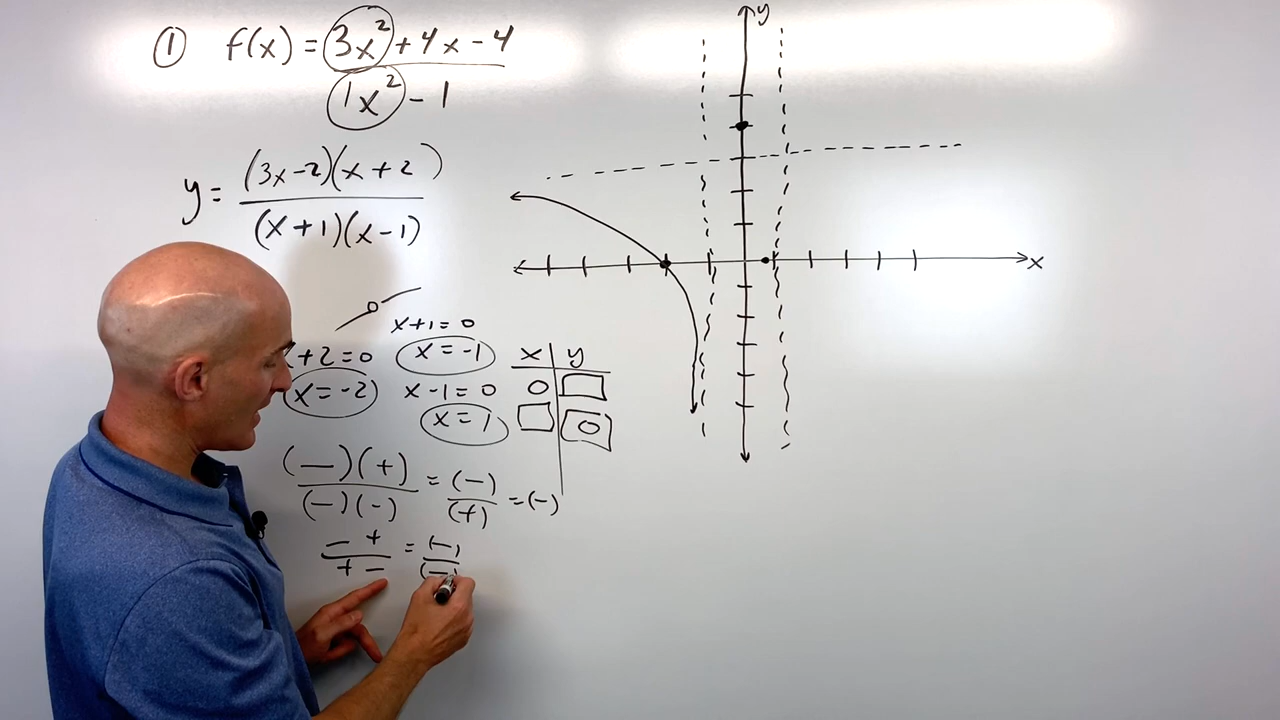 ① f(x) = 3x² + 4x - 4
1x² - 1
y = (3x-2)(x+2)
(x+1)(x-1)
x+1=0
+2=0
x=-1
x y
x=-2
x-1=0
0
x=1
0
(-)(+) = (-) = (-)
(-)(-) (+)
- + = (-)
+ - (-)
y
x